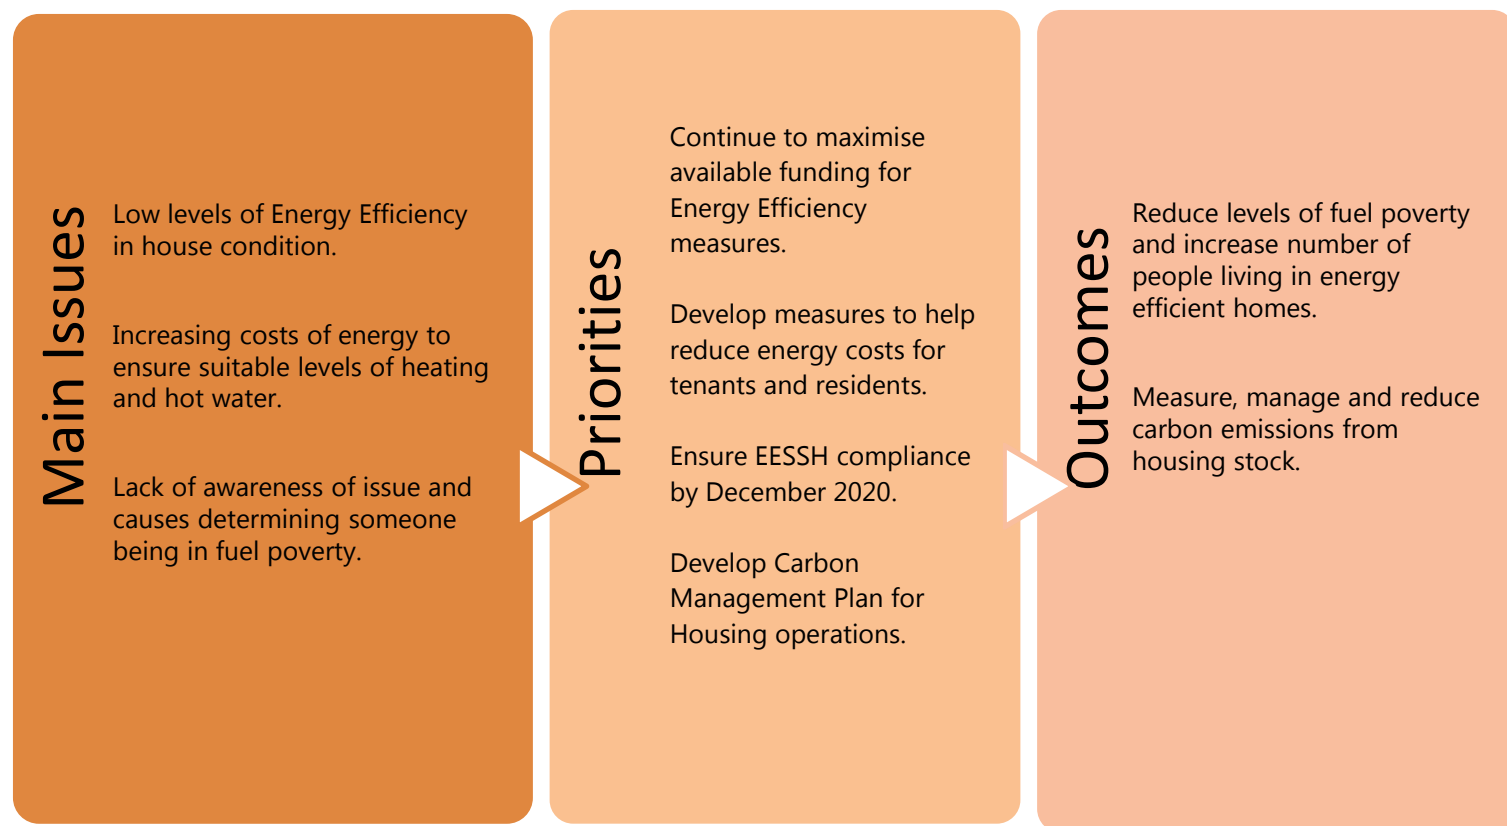 Main Issues
Low levels of Energy Efficiency
in house condition.
Increasing costs of energy to
ensure suitable levels of heating
and hot water.
Lack of awareness of issue and
causes determining someone
being in fuel poverty.
Priorities
Continue to maximise
available funding for
Energy Efficiency
measures.
Develop measures to help
reduce energy costs for
tenants and residents.
Ensure EESSH compliance
by December 2020.
Develop Carbon
Management Plan for
Housing operations.
Outcomes
Reduce levels of fuel poverty
and increase number of
people living in energy
efficient homes.
Measure, manage and reduce
carbon emissions from
housing stock.